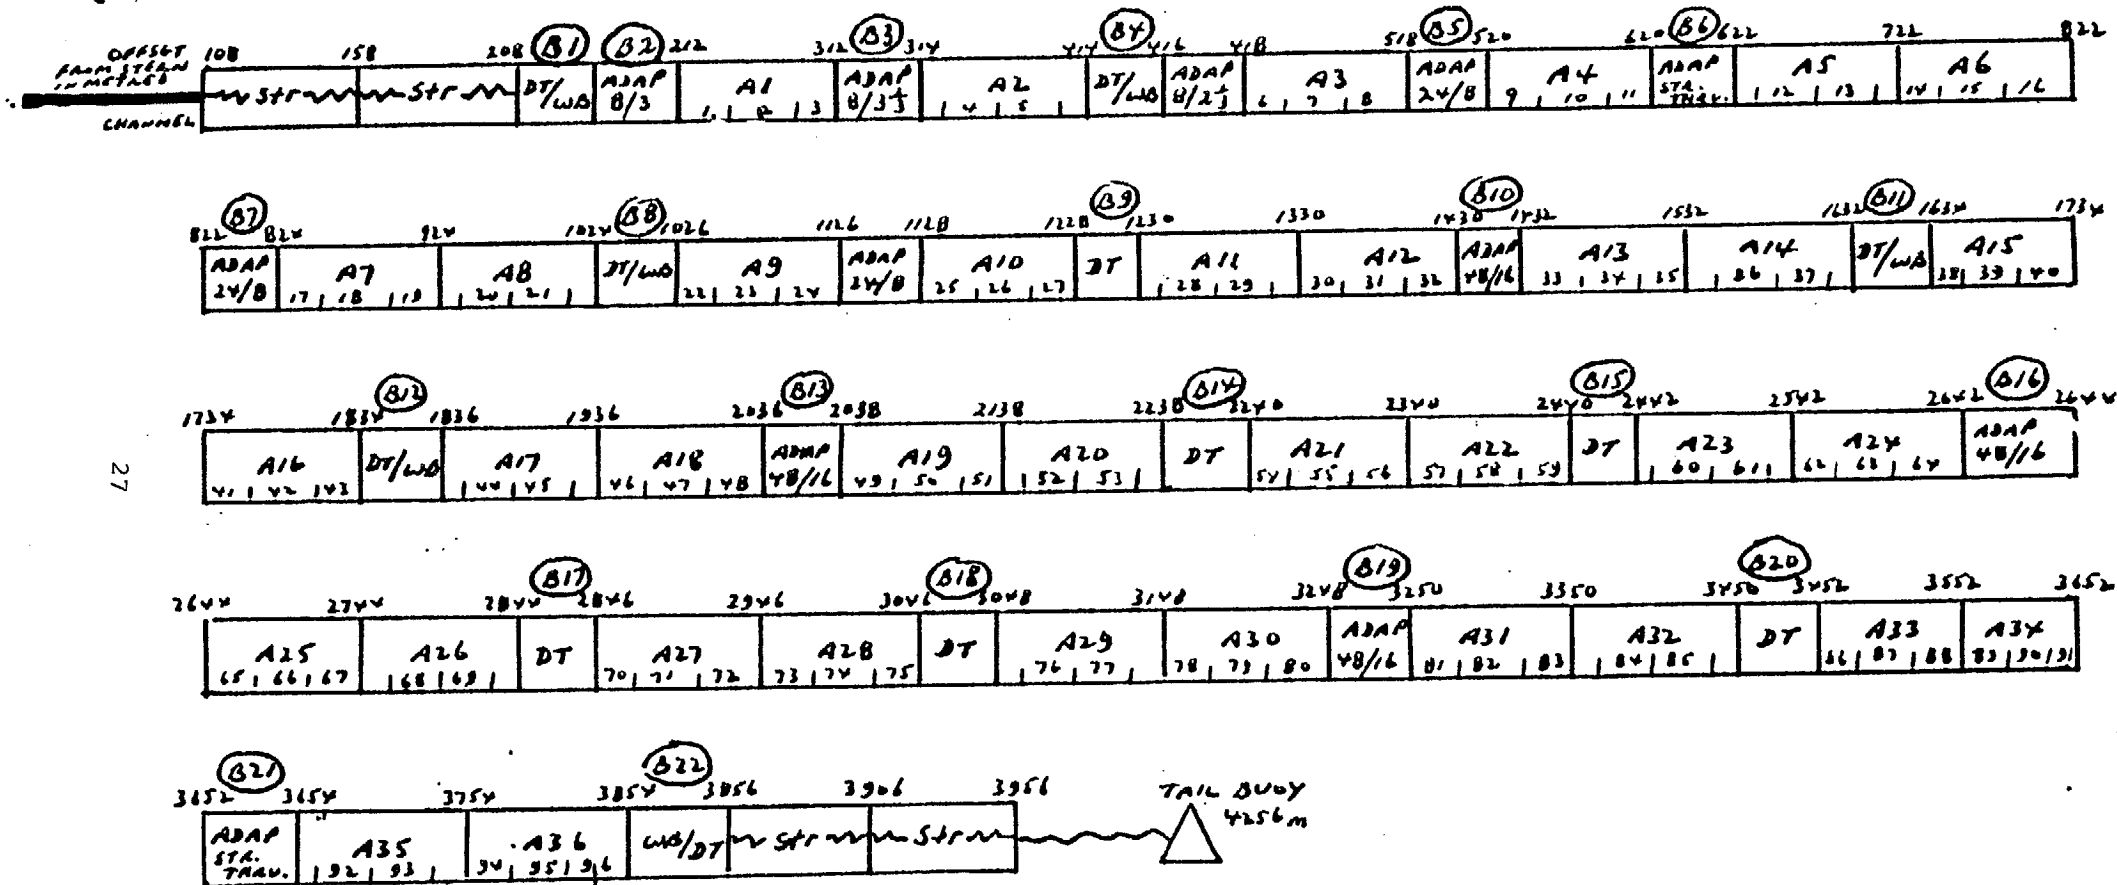 OFFSET FROM STERN IN METRES
108 158 208 B1 B2 212 312 B3 314 414 B4 416 418 518 B5 520 620 B6 622 722 822
Str Str DT/WB ADAP 8/3 A1 ADAP A2 DT/WB ADAP A3 ADAP 24/8 A4 ADAP STR. THRU. A5 A6
CHANNEL
1 2 3 4 5 6 7 8 9 10 11 12 13 14 15 16
822 B7 824 924 1024 B8 1026 1126 1128 1228 B9 1230 1330 1430 B10 1432 1532 1632 B11 1634 1734
ADAP 24/8 A7 A8 DT/WB A9 ADAP 24/8 A10 DT A11 A12 ADAP 48/16 A13 A14 DT/WB A15
17 18 19 20 21 22 23 24 25 26 27 28 29 30 31 32 33 34 35 36 37 38 39 40
27
1734 1834 B12 1836 1936 2036 B13 2038 2138 2238 B14 2240 2340 2440 B15 2442 2542 2642 B16 2644
A16 DT/WB A17 A18 ADAP 48/16 A19 A20 DT A21 A22 DT A23 A24 ADAP 48/16
41 42 43 44 45 46 47 48 49 50 51 52 53 54 55 56 57 58 59 60 61 62 63 64
2644 2744 2844 B17 2846 2946 3046 B18 3048 3148 3248 B19 3250 3350 3450 B20 3452 3552 3652
A25 A26 DT A27 A28 DT A29 A30 ADAP 48/16 A31 A32 DT A33 A34
65 66 67 68 69 70 71 72 73 74 75 76 77 78 79 80 81 82 83 84 85 86 87 88 89 90 91
3652 B21 3654 3754 3854 B22 3856 3906 3956 TAIL BUOY
4256 m
ADAP STR. THRU. A35 A36 WB/DT Str Str
92 93 94 95 96